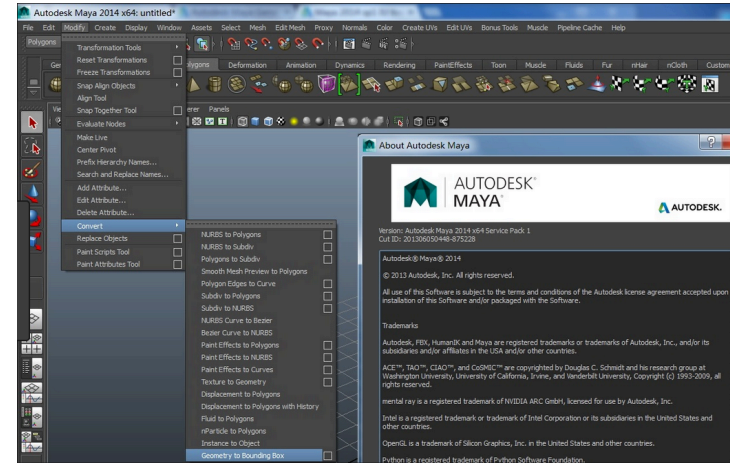 Autodesk Maya 2014 x64: untitled*
File Edit Modify Create Display Window Assets Select Mesh Edit Mesh Proxy Normals Color Create UVs Edit UVs Bonus Tools Muscle Pipeline Cache Help
Polygons
Deformation Animation Dynamics Rendering PaintEffects Toon Muscle Fluids Fur nHair nCloth Custom
Panels
Transformation Tools
Reset Transformations
Freeze Transformations
Snap Align Objects
Align Tool
Snap Together Tool
Evaluate Nodes
Make Live
Center Pivot
Prefix Hierarchy Names...
Search and Replace Names...
Add Attribute...
Edit Attribute...
Delete Attribute...
Convert
Replace Objects
Paint Scripts Tool
Paint Attributes Tool
NURBS to Polygons
NURBS to Subdiv
Polygons to Subdiv
Smooth Mesh Preview to Polygons
Polygon Edges to Curve
Subdiv to Polygons
Subdiv to NURBS
NURBS Curve to Bezier
Bezier Curve to NURBS
Paint Effects to Polygons
Paint Effects to NURBS
Paint Effects to Curves
Texture to Geometry
Displacement to Polygons
Displacement to Polygons with History
Fluid to Polygons
nParticle to Polygons
Instance to Object
Geometry to Bounding Box
About Autodesk Maya
AUTODESK®
MAYA®
AUTODESK.
Version: Autodesk Maya 2014 x64 Service Pack 1
Cut ID: 201306050448-875228
Autodesk® Maya® 2014
© 2013 Autodesk, Inc. All rights reserved.
All use of this Software is subject to the terms and conditions of the Autodesk license agreement accepted upon
installation of this Software and/or packaged with the Software.
Trademarks
Autodesk, FBX, HumanIK and Maya are registered trademarks or trademarks of Autodesk, Inc., and/or its
subsidiaries and/or affiliates in the USA and/or other countries.
ACE™, TAO™, CIAO™, and CoSMIC™ are copyrighted by Douglas C. Schmidt and his research group at
Washington University, University of California, Irvine, and Vanderbilt University, Copyright (c) 1993-2009, all
rights reserved.
mental ray is a registered trademark of NVIDIA ARC GmbH, licensed for use by Autodesk, Inc.
Intel is a registered trademark or trademark of Intel Corporation or its subsidiaries in the United States and
other countries.
OpenGL is a trademark of Silicon Graphics, Inc. in the United States and other countries.
Python is a registered trademark of Python Software Foundation.